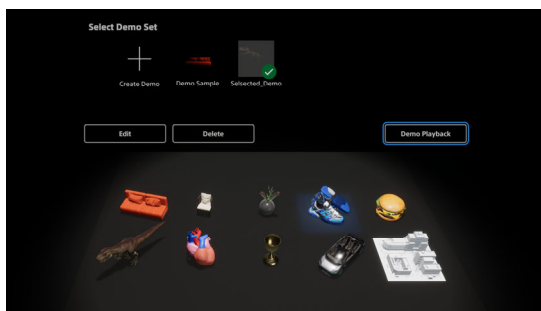 Select Demo Set
Create Demo
Demo Sample
Selsected_Demo
Edit
Delete
Demo Playback